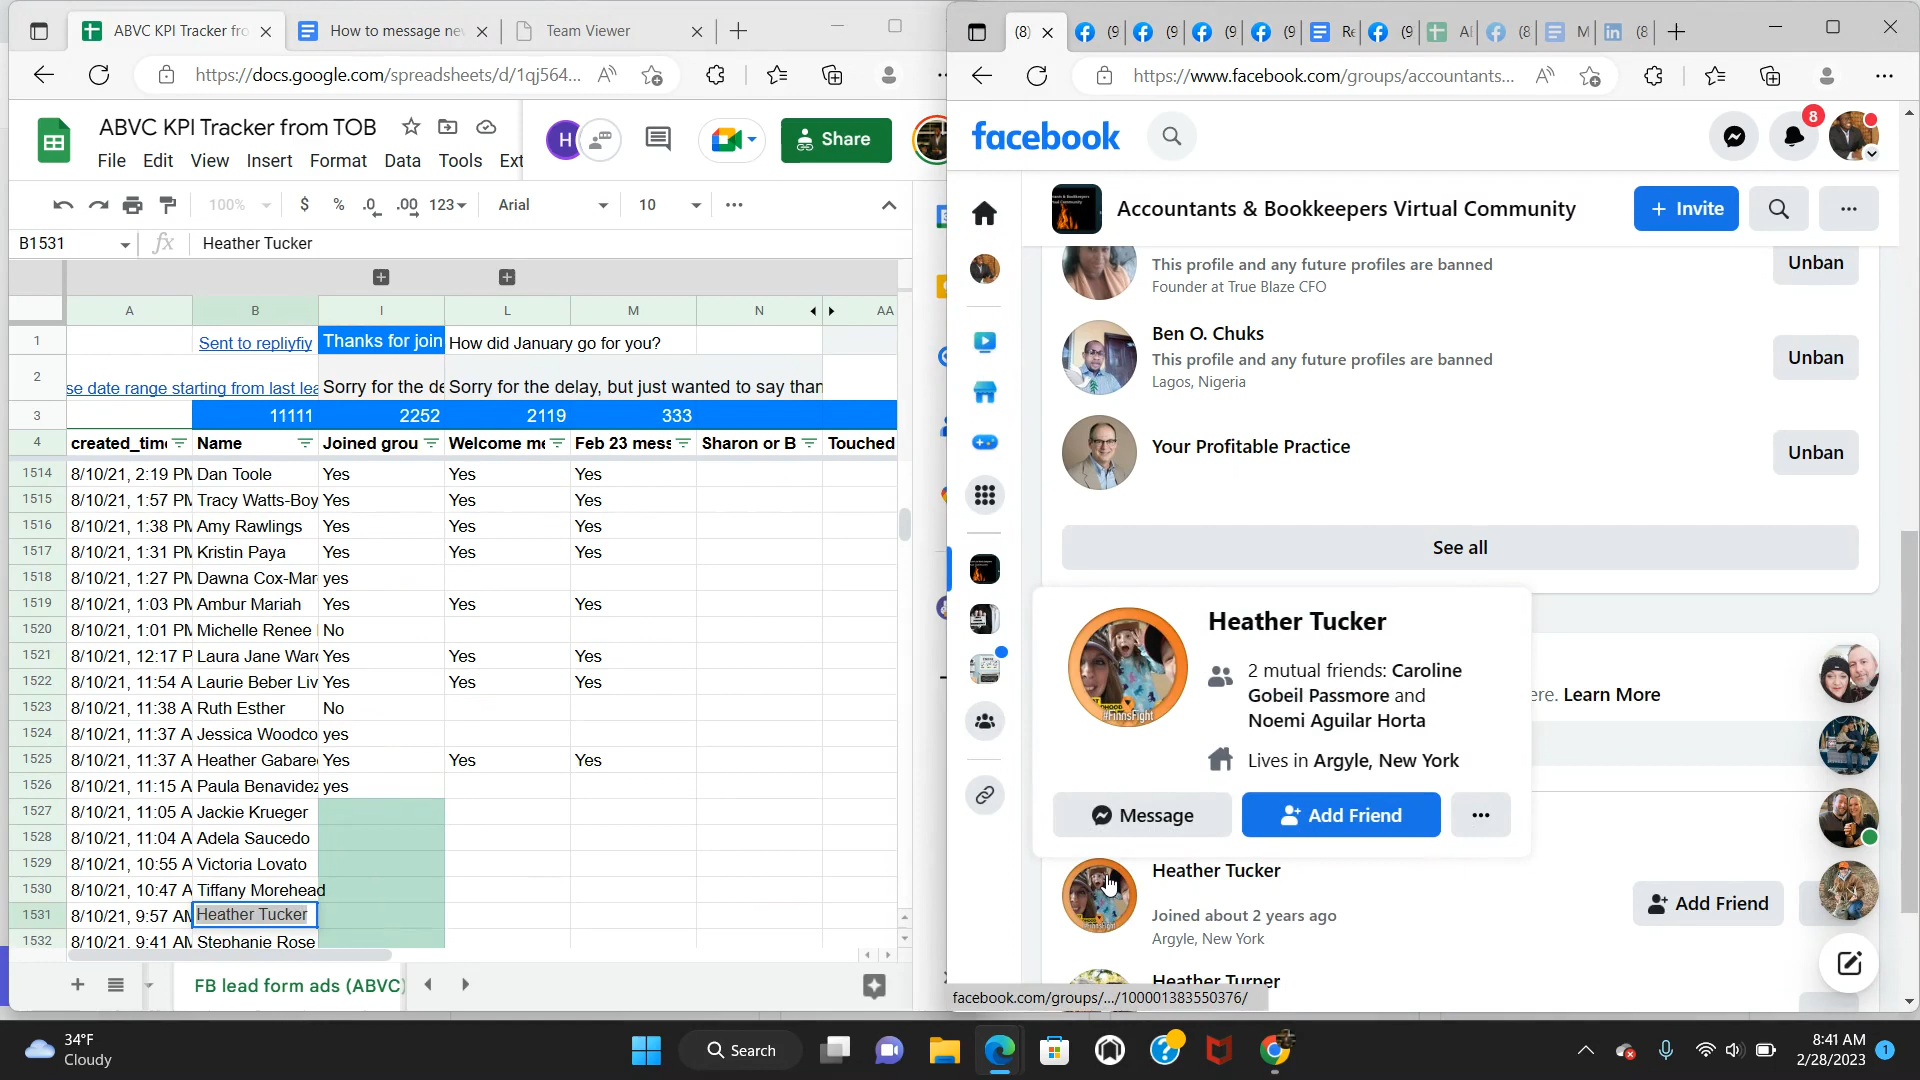 ABVC KPI Tracker fro
How to message ne
Team Viewer
https://docs.google.com/spreadsheets/d/1qj564...
ABVC KPI Tracker from TOB
H
Share
File Edit View Insert Format Data Tools Ext
100% $ % .0 .00 123 Arial 10
B1531 fx Heather Tucker
A B I L M N AA
1 Sent to repliyfiy Thanks for join How did January go for you?
2 se date range starting from last lea Sorry for the de Sorry for the delay, but just wanted to say than
3 11111 2252 2119 333
4 created_time Name Joined grou Welcome me Feb 23 mess Sharon or B Touched
1514 8/10/21, 2:19 PM Dan Toole Yes Yes Yes
1515 8/10/21, 1:57 PM Tracy Watts-Boy Yes Yes Yes
1516 8/10/21, 1:38 PM Amy Rawlings Yes Yes Yes
1517 8/10/21, 1:31 PM Kristin Paya Yes Yes Yes
1518 8/10/21, 1:27 PM Dawna Cox-Mar yes
1519 8/10/21, 1:03 PM Ambur Mariah Yes Yes Yes
1520 8/10/21, 1:01 PM Michelle Renee No
1521 8/10/21, 12:17 P Laura Jane Ward Yes Yes Yes
1522 8/10/21, 11:54 A Laurie Beber Liv Yes Yes Yes
1523 8/10/21, 11:38 A Ruth Esther No
1524 8/10/21, 11:37 A Jessica Woodco yes
1525 8/10/21, 11:37 A Heather Gabare Yes Yes Yes
1526 8/10/21, 11:15 A Paula Benavidez yes
1527 8/10/21, 11:05 A Jackie Krueger
1528 8/10/21, 11:04 A Adela Saucedo
1529 8/10/21, 10:55 A Victoria Lovato
1530 8/10/21, 10:47 A Tiffany Morehead
1531 8/10/21, 9:57 AM Heather Tucker
1532 8/10/21, 9:41 AM Stephanie Rose
FB lead form ads (ABVC)
(8) (9 (9 (9 (9 Re (9 (8 M (8
https://www.facebook.com/groups/accountants...
facebook
8
Accountants & Bookkeepers Virtual Community
+ Invite
This profile and any future profiles are banned
Founder at True Blaze CFO
Unban
Ben O. Chuks
This profile and any future profiles are banned
Lagos, Nigeria
Unban
Your Profitable Practice
Unban
See all
Heather Tucker
2 mutual friends: Caroline
Gobeil Passmore and
Noemi Aguilar Horta
Lives in Argyle, New York
#FinnsFight
ere. Learn More
Message
Add Friend
Heather Tucker
Joined about 2 years ago
Argyle, New York
Add Friend
Heather Turner
facebook.com/groups/.../100001383550376/
34°F
Cloudy
Search
8:41 AM
2/28/2023
1